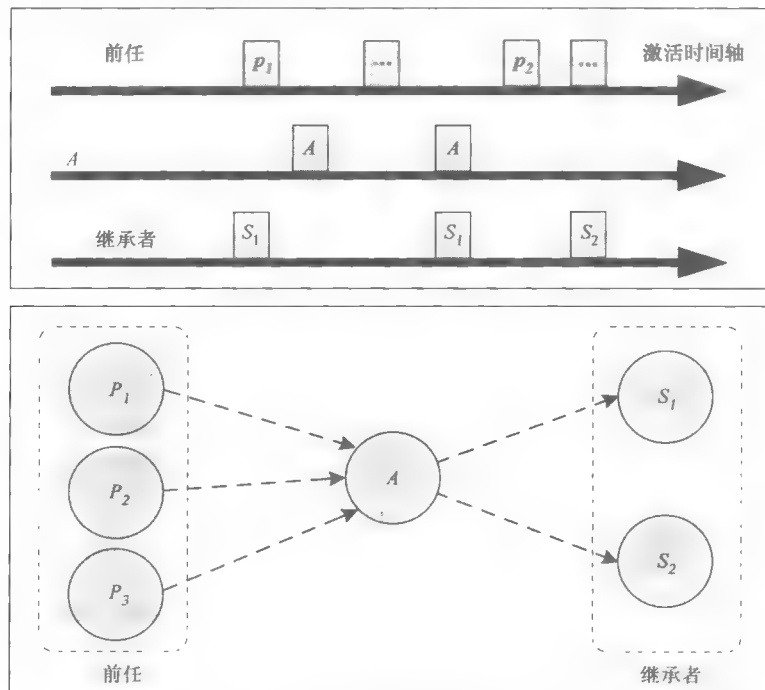 前任 p₁ ... p₂ ... 激活时间轴
A A A
继承者 S₁ S₁ S₂
P₁ S₁
P₂ A
P₃ S₂
前任 继承者